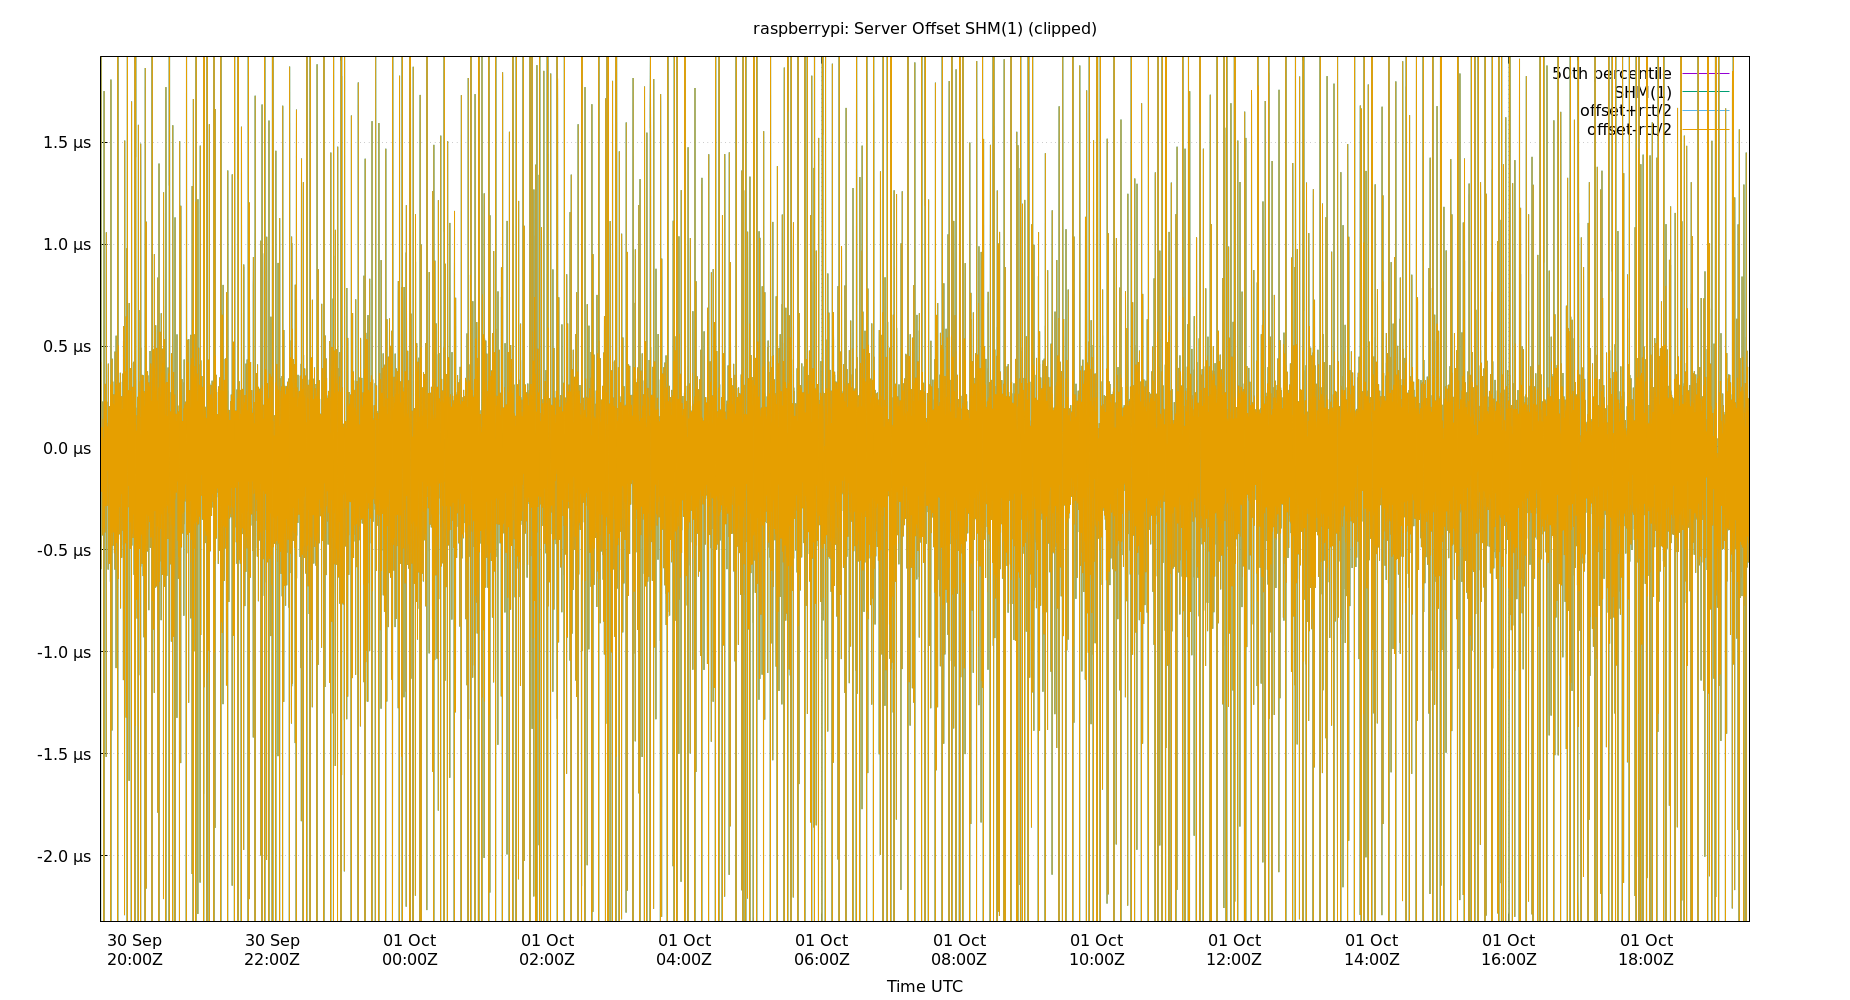 raspberrypi: Server Offset SHM(1) (clipped)
50th percentile
SHM(1)
offset+rtt/2
offset-rtt/2
1.5 µs
1.0 µs
0.5 µs
0.0 µs
-0.5 µs
-1.0 µs
-1.5 µs
-2.0 µs
30 Sep 30 Sep 01 Oct 01 Oct 01 Oct 01 Oct 01 Oct 01 Oct 01 Oct 01 Oct 01 Oct 01 Oct
20:00Z 22:00Z 00:00Z 02:00Z 04:00Z 06:00Z 08:00Z 10:00Z 12:00Z 14:00Z 16:00Z 18:00Z
Time UTC